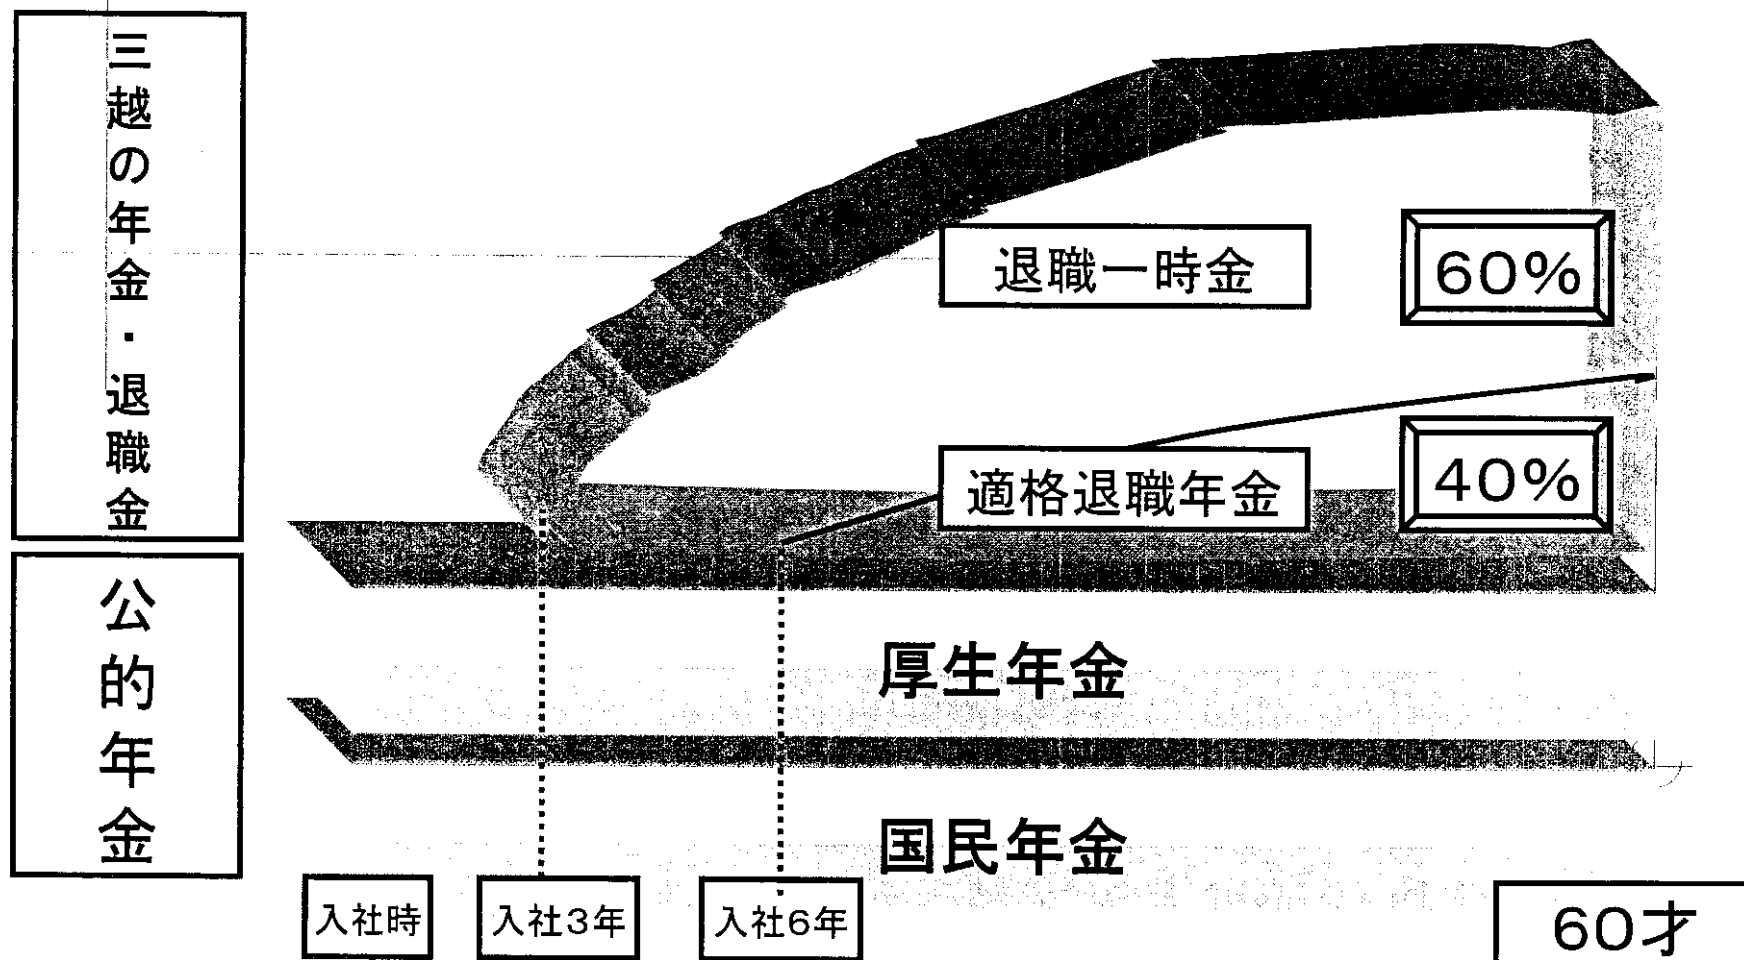 三越の年金・退職金
退職一時金
60%
適格退職年金
40%
公的年金
厚生年金
国民年金
入社時
入社3年
入社6年
60才